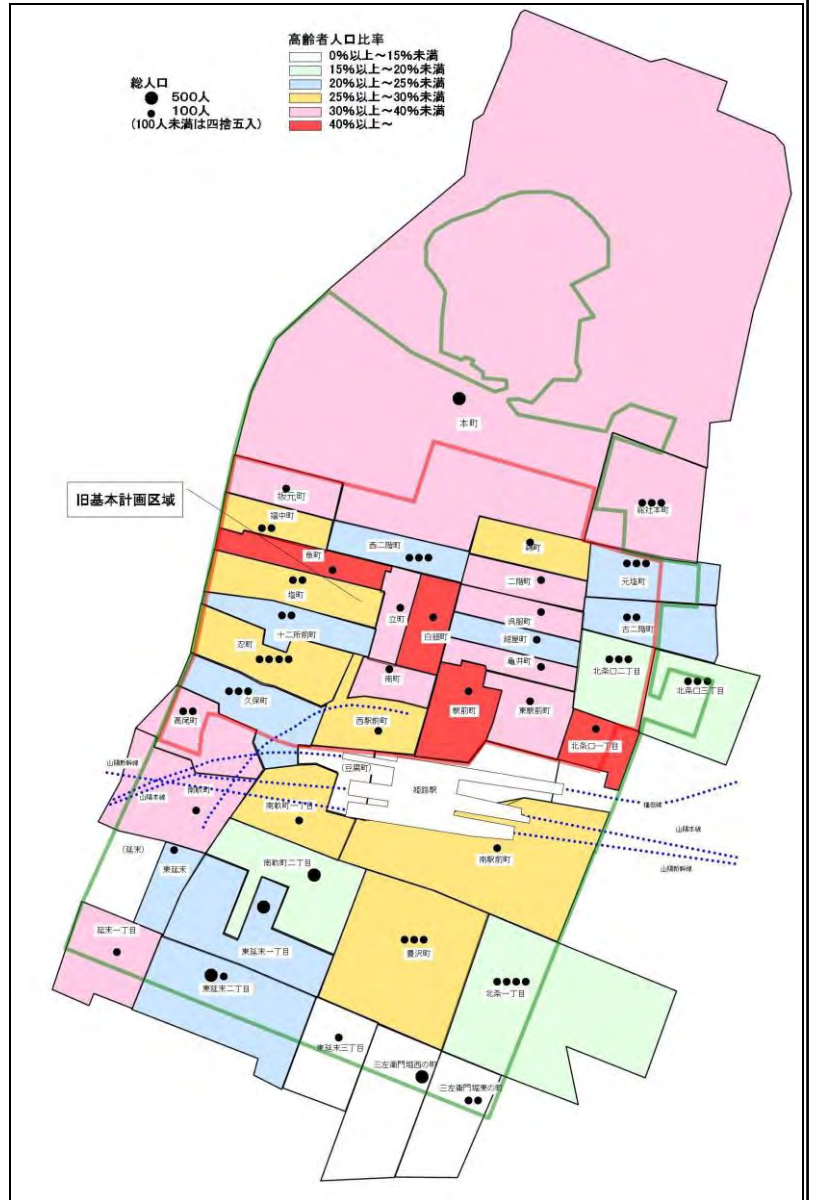 高齢者人口比率
0%以上～15%未満
15%以上～20%未満
20%以上～25%未満
25%以上～30%未満
30%以上～40%未満
40%以上～
総人口
500人
100人
(100人未満は四捨五入)
本町
旧基本計画区域
坂元町
総社本町
福中町
西二階町
綿町
魚町
元塩町
二階町
塩町
立町
白銀町
呉服町
古二階町
十二所前町
紺屋町
忍町
亀井町
北条口二丁目
南町
北条口三丁目
久保町
駅前町
東駅前町
高尾町
西駅前町
北条口一丁目
(豆腐町)
山陽新幹線
姫路駅
播但線
山陽本線
南畝町
南畝町一丁目
山陽本線
南駅前町
(延末)
東延末
山陽新幹線
南畝町二丁目
延末一丁目
東延末一丁目
豊沢町
東延末二丁目
北条一丁目
東延末三丁目
三左衛門堀西の町
三左衛門堀東の町